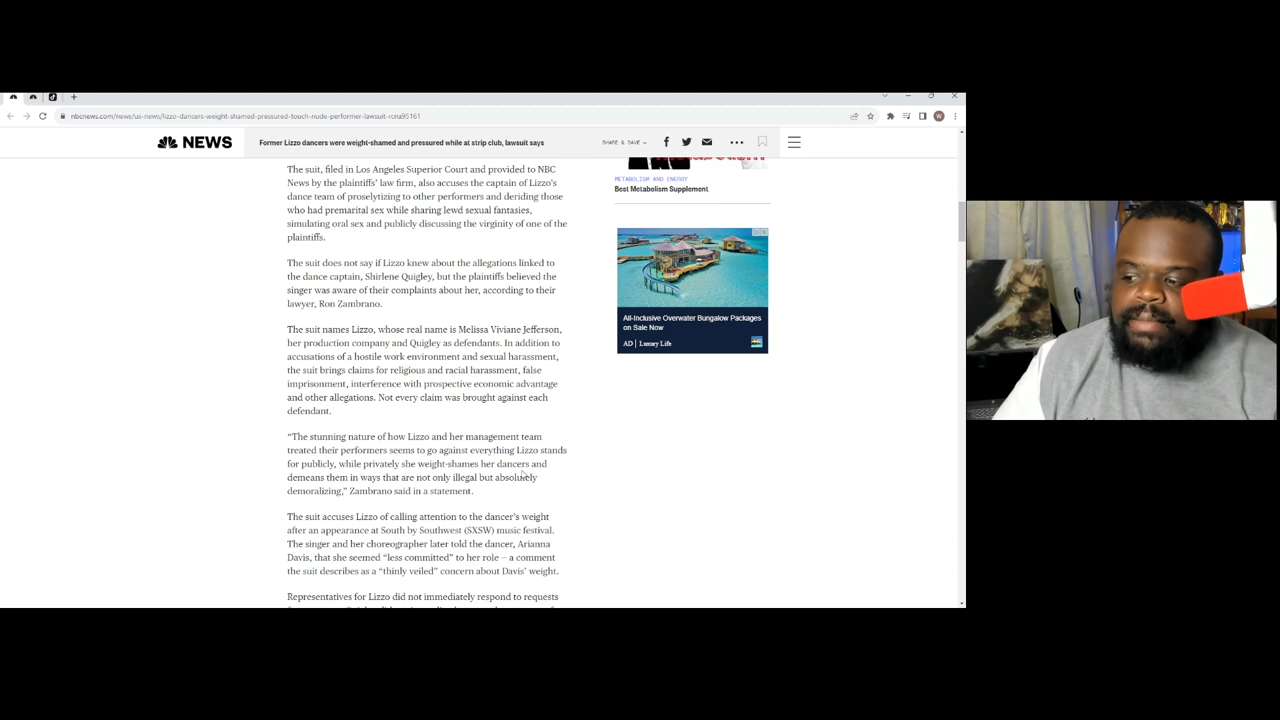 nbcnews.com/news/us-news/lizzo-dancers-weight-shamed-pressured-touch-nude-performer-lawsuit-rcna95161
W
NEWS
Former Lizzo dancers were weight-shamed and pressured while at strip club, lawsuit says
SHARE & SAVE –
The suit, filed in Los Angeles Superior Court and provided to NBC
News by the plaintiffs' law firm, also accuses the captain of Lizzo's
dance team of proselytizing to other performers and deriding those
who had premarital sex while sharing lewd sexual fantasies,
simulating oral sex and publicly discussing the virginity of one of the
plaintiffs.
The suit does not say if Lizzo knew about the allegations linked to
the dance captain, Shirlene Quigley, but the plaintiffs believed the
singer was aware of their complaints about her, according to their
lawyer, Ron Zambrano.
The suit names Lizzo, whose real name is Melissa Viviane Jefferson,
her production company and Quigley as defendants. In addition to
accusations of a hostile work environment and sexual harassment,
the suit brings claims for religious and racial harassment, false
imprisonment, interference with prospective economic advantage
and other allegations. Not every claim was brought against each
defendant.
“The stunning nature of how Lizzo and her management team
treated their performers seems to go against everything Lizzo stands
for publicly, while privately she weight-shames her dancers and
demeans them in ways that are not only illegal but absolutely
demoralizing,” Zambrano said in a statement.
The suit accuses Lizzo of calling attention to the dancer's weight
after an appearance at South by Southwest (SXSW) music festival.
The singer and her choreographer later told the dancer, Arianna
Davis, that she seemed “less committed” to her role – a comment
the suit describes as a “thinly veiled” concern about Davis' weight.
Representatives for Lizzo did not immediately respond to requests
METABOLISM AND ENERGY
Best Metabolism Supplement
All-Inclusive Overwater Bungalow Packages
on Sale Now
AD | Luxury Life